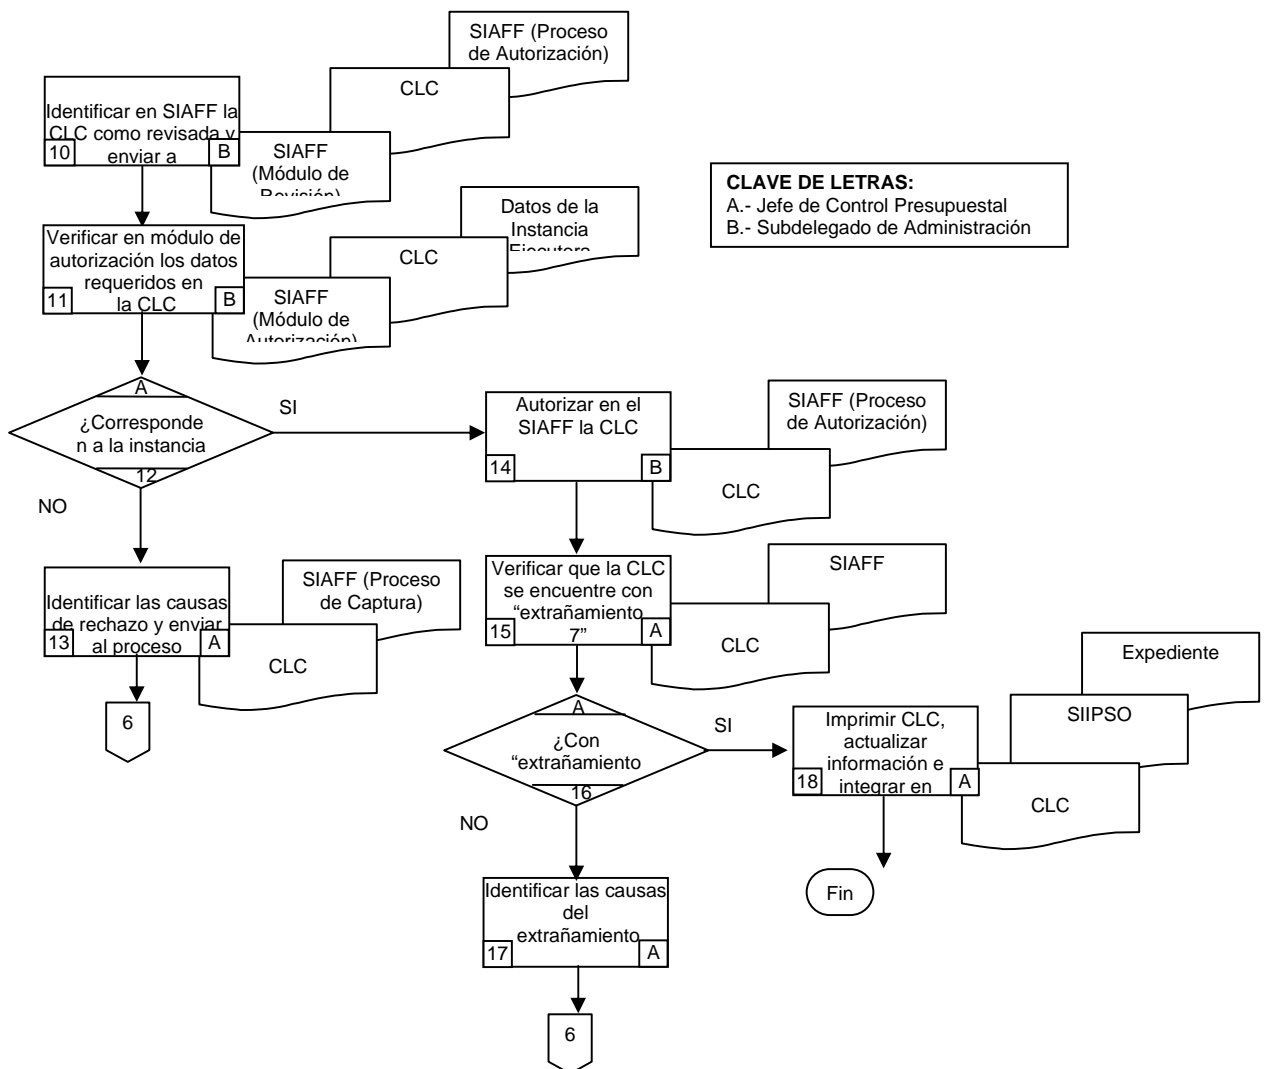 SIAFF (Proceso
de Autorización)
CLC
Identificar en SIAFF la
CLC como revisada y
enviar a
10
B
SIAFF
(Módulo de
Revisión)
CLAVE DE LETRAS:
A.- Jefe de Control Presupuestal
B.- Subdelegado de Administración
Datos de la
Instancia
Ejecutora
CLC
Verificar en módulo de
autorización los datos
requeridos en
la CLC
11
B
SIAFF
(Módulo de
Autorización)
A
¿Corresponde
n a la instancia
12
SI
NO
Autorizar en el
SIAFF la CLC
14
B
SIAFF (Proceso
de Autorización)
CLC
Identificar las causas
de rechazo y enviar
al proceso
13
A
SIAFF (Proceso
de Captura)
CLC
6
Verificar que la CLC
se encuentre con
“extrañamiento
7”
15
A
SIAFF
CLC
A
¿Con
“extrañamiento
16
SI
NO
Imprimir CLC,
actualizar
información e
integrar en
18
A
Expediente
SIIPSO
CLC
Fin
Identificar las causas
del
extrañamiento
17
A
6